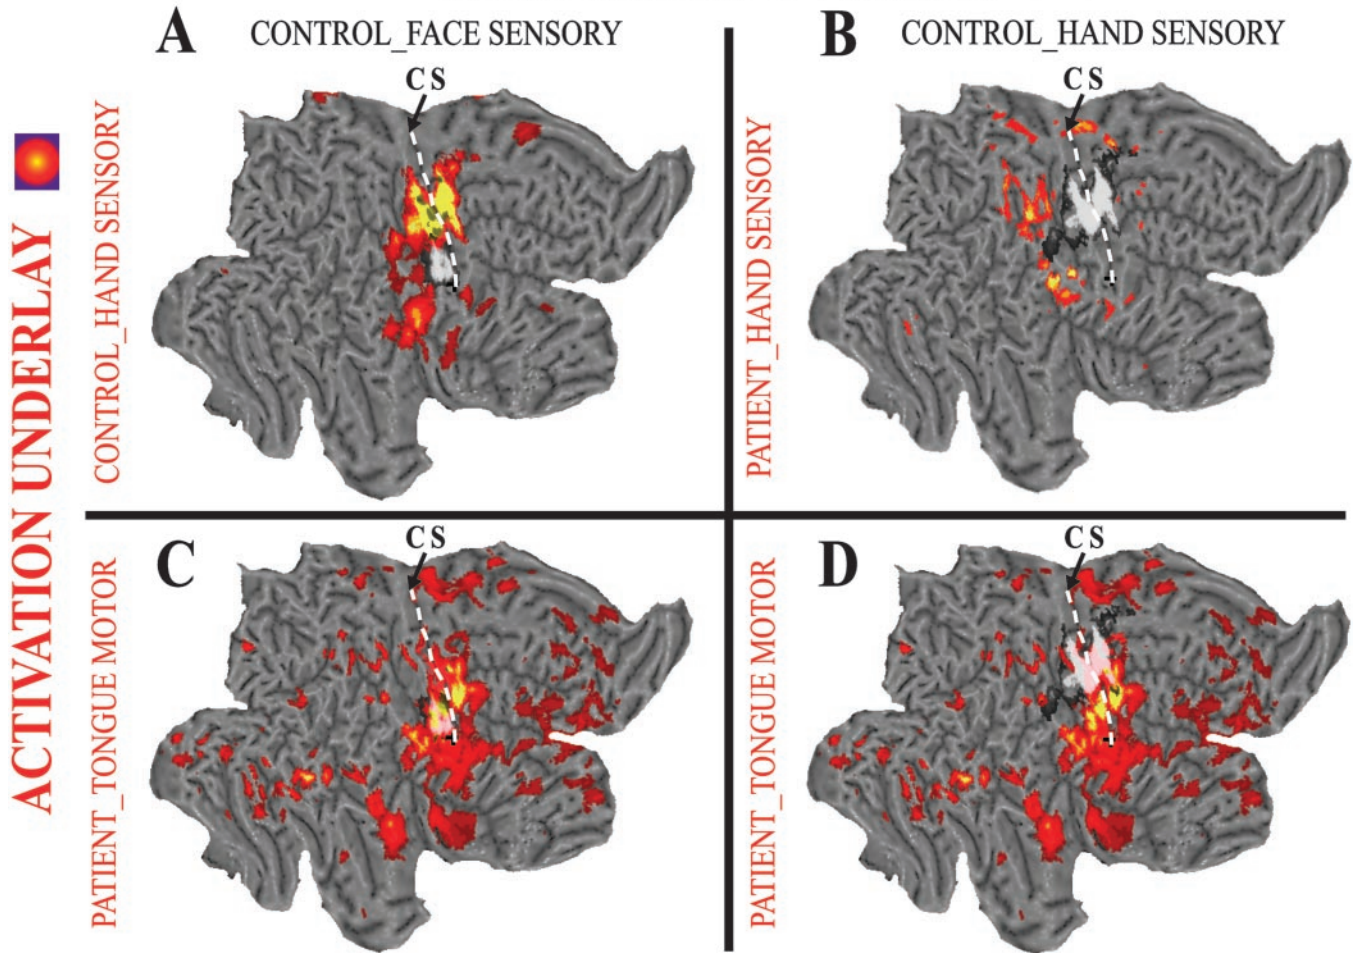 A
CONTROL_FACE SENSORY
B
CONTROL_HAND SENSORY
ACTIVATION UNDERLAY
CONTROL_HAND SENSORY
CS
PATIENT_HAND SENSORY
CS
C
PATIENT_TONGUE MOTOR
CS
D
PATIENT_TONGUE MOTOR
CS